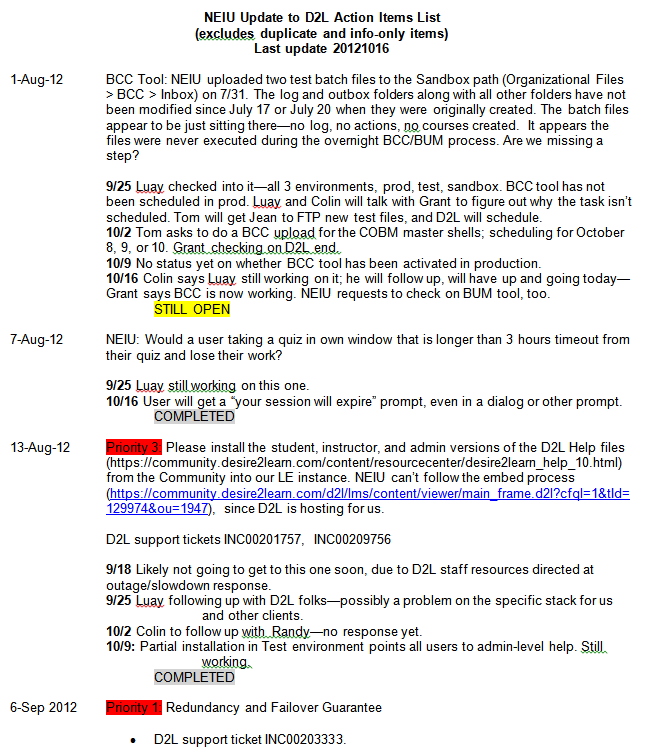 NEIU Update to D2L Action Items List
(excludes duplicate and info-only items)
Last update 20121016
1-Aug-12 BCC Tool: NEIU uploaded two test batch files to the Sandbox path (Organizational Files
> BCC > Inbox) on 7/31. The log and outbox folders along with all other folders have not
been modified since July 17 or July 20 when they were originally created. The batch files
appear to be just sitting there—no log, no actions, no courses created. It appears the
files were never executed during the overnight BCC/BUM process. Are we missing a
step?
9/25 Luay checked into it—all 3 environments, prod, test, sandbox. BCC tool has not
been scheduled in prod. Luay and Colin will talk with Grant to figure out why the task isn't
scheduled. Tom will get Jean to FTP new test files, and D2L will schedule.
10/2 Tom asks to do a BCC upload for the COBM master shells; scheduling for October
8, 9, or 10. Grant checking on D2L end.
10/9 No status yet on whether BCC tool has been activated in production.
10/16 Colin says Luay still working on it; he will follow up, will have up and going today—
Grant says BCC is now working. NEIU requests to check on BUM tool, too.
STILL OPEN
7-Aug-12 NEIU: Would a user taking a quiz in own window that is longer than 3 hours timeout from
their quiz and lose their work?
9/25 Luay still working on this one.
10/16 User will get a “your session will expire” prompt, even in a dialog or other prompt.
COMPLETED
13-Aug-12 Priority 3: Please install the student, instructor, and admin versions of the D2L Help files
(https://community.desire2learn.com/content/resourcecenter/desire2learn_help_10.html)
from the Community into our LE instance. NEIU can't follow the embed process
(https://community.desire2learn.com/d2l/lms/content/viewer/main_frame.d2l?cfql=1&tId=
129974&ou=1947), since D2L is hosting for us.
D2L support tickets INC00201757, INC00209756
9/18 Likely not going to get to this one soon, due to D2L staff resources directed at
outage/slowdown response.
9/25 Luay following up with D2L folks—possibly a problem on the specific stack for us
and other clients.
10/2 Colin to follow up with Randy—no response yet.
10/9: Partial installation in Test environment points all users to admin-level help. Still
working.
COMPLETED
6-Sep 2012 Priority 1: Redundancy and Failover Guarantee
• D2L support ticket INC00203333.